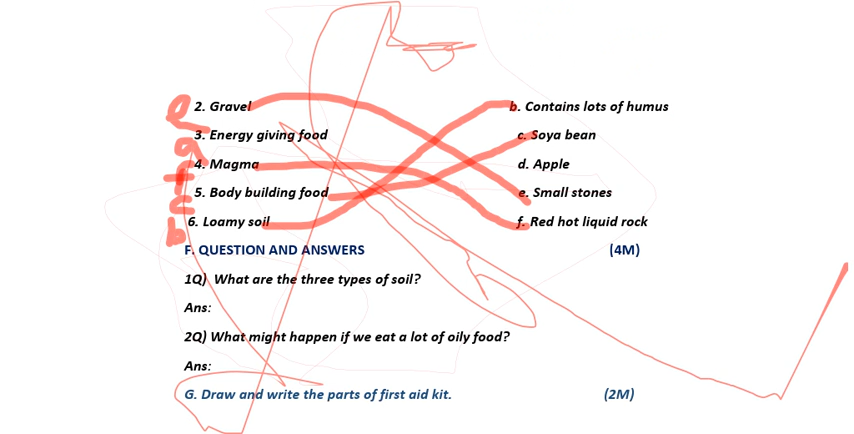 2. Gravel b. Contains lots of humus
3. Energy giving food c. Soya bean
4. Magma d. Apple
5. Body building food e. Small stones
6. Loamy soil f. Red hot liquid rock
F. QUESTION AND ANSWERS (4M)
1Q) What are the three types of soil?
Ans:
2Q) What might happen if we eat a lot of oily food?
Ans:
G. Draw and write the parts of first aid kit. (2M)